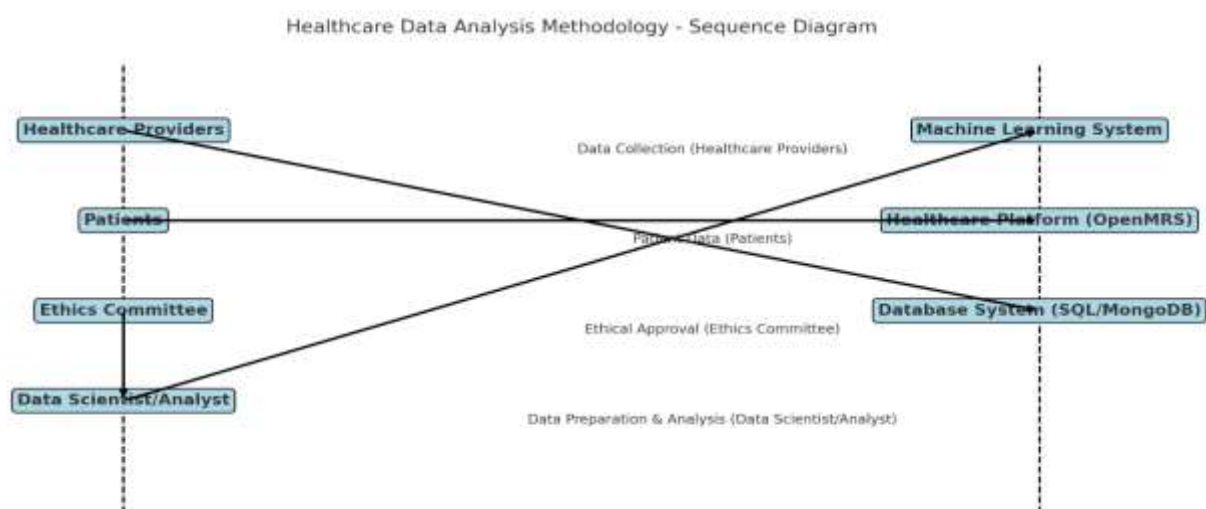 Healthcare Data Analysis Methodology - Sequence Diagram
Healthcare Providers
Machine Learning System
Data Collection (Healthcare Providers)
Patients
Healthcare Platform (OpenMRS)
Patient Data (Patients)
Ethics Committee
Database System (SQL/MongoDB)
Ethical Approval (Ethics Committee)
Data Scientist/Analyst
Data Preparation & Analysis (Data Scientist/Analyst)